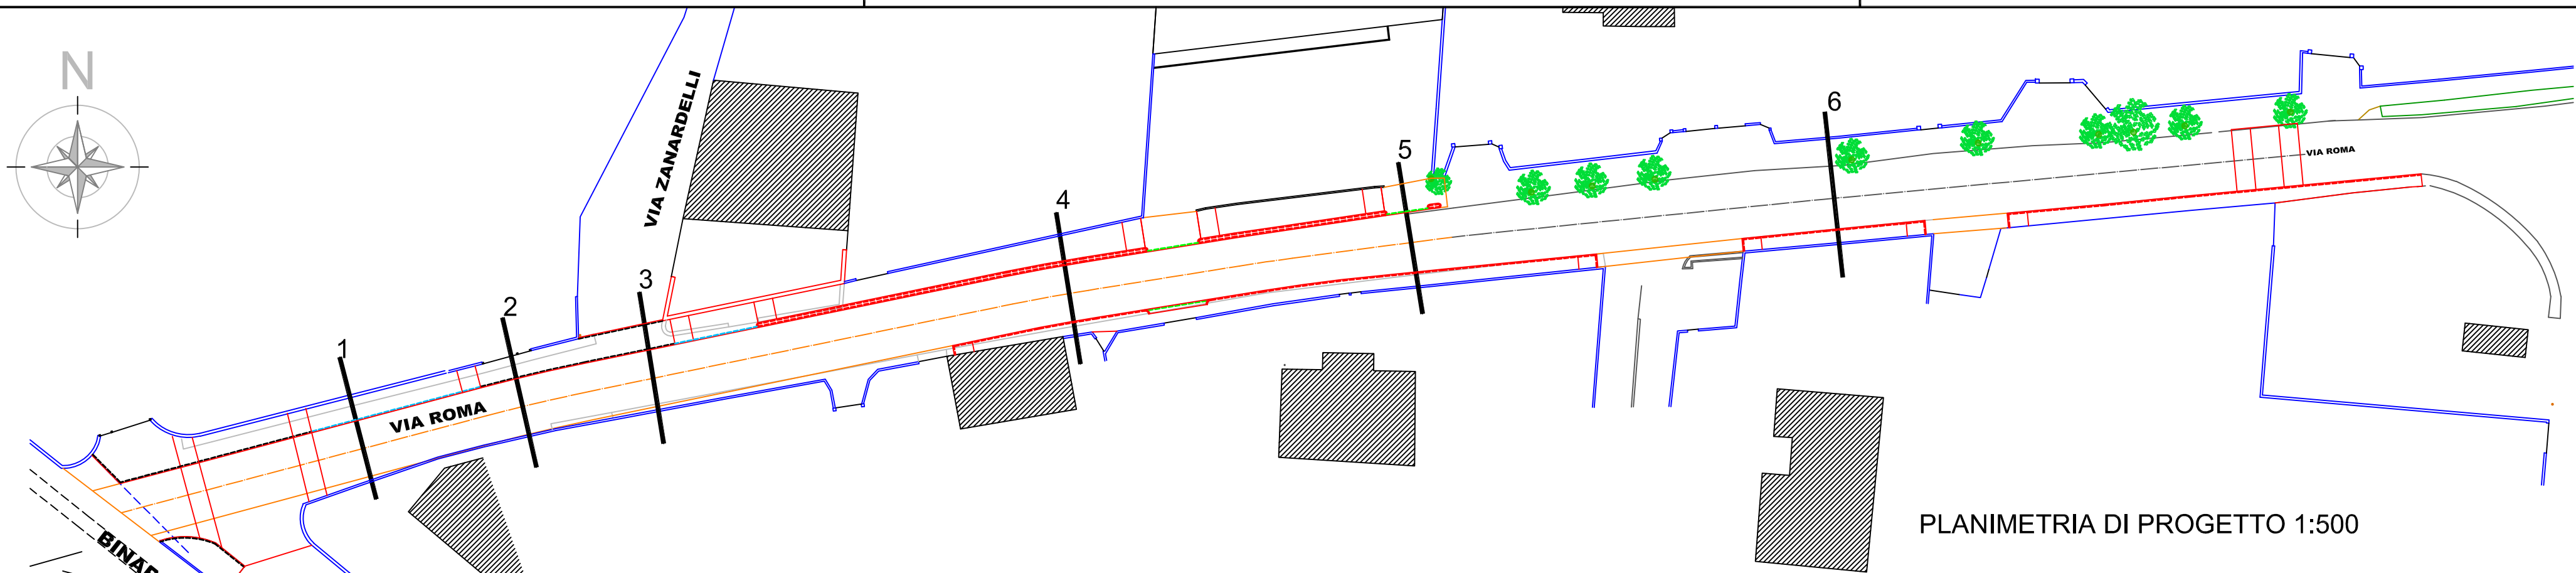 N
VIA ZANARDELLI
1
2
3
4
5
6
VIA ROMA
VIA ROMA
PLANIMETRIA DI PROGETTO 1:500